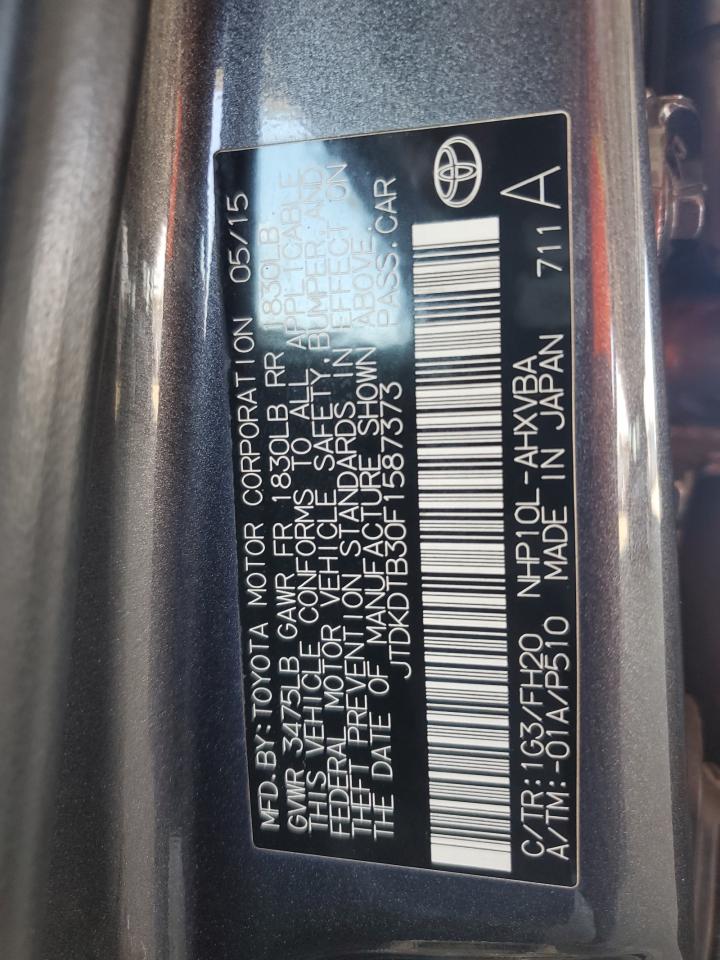 MFD.BY:TOYOTA MOTOR CORPORATION 05/15
GVWR 3475LB GAWR FR 1830LB RR 1830LB
THIS VEHICLE CONFORMS TO ALL APPLICABLE
FEDERAL MOTOR VEHICLE SAFETY,BUMPER,AND
THEFT PREVENTION STANDARDS IN EFFECT ON
THE DATE OF MANUFACTURE SHOWN ABOVE.
JTDKDTB30F1587373 PASS.CAR
C/TR:1G3/FH20 NHP10L-AHXVBA
A/TM:-01A/P510 MADE IN JAPAN 711 A